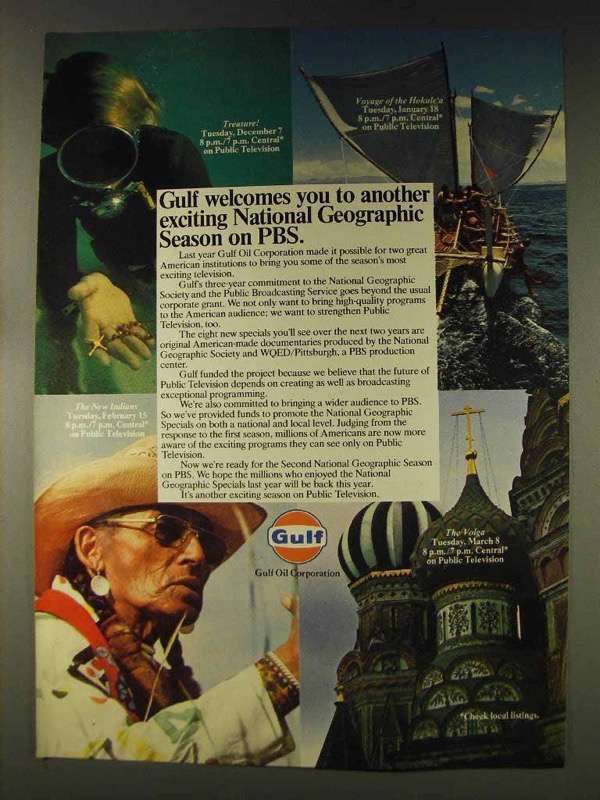 Treasure!
Tuesday, December 7
8 p.m./7 p.m. Central*
on Public Television
Voyage of the Hokule'a
Tuesday, January 18
8 p.m./7 p.m. Central*
on Public Television
Gulf welcomes you to another
exciting National Geographic
Season on PBS.
Last year Gulf Oil Corporation made it possible for two great
American institutions to bring you some of the season's most
exciting television.
Gulf's three-year commitment to the National Geographic
Society and the Public Broadcasting Service goes beyond the usual
corporate grant. We not only want to bring high-quality programs
to the American audience; we want to strengthen Public
Television, too.
The eight new specials you'll see over the next two years are
original American-made documentaries produced by the National
Geographic Society and WQED/Pittsburgh, a PBS production
center.
Gulf funded the project because we believe that the future of
Public Television depends on creating as well as broadcasting
exceptional programming.
We're also committed to bringing a wider audience to PBS.
So we've provided funds to promote the National Geographic
Specials on both a national and local level. Judging from the
response to the first season, millions of Americans are now more
aware of the exciting programs they can see only on Public
Television.
Now we're ready for the Second National Geographic Season
on PBS. We hope the millions who enjoyed the National
Geographic Specials last year will be back this year.
It's another exciting season on Public Television.
The New Indians
Tuesday, February 15
8 p.m./7 p.m. Central*
on Public Television
Gulf
Gulf Oil Corporation
The Volga
Tuesday, March 8
8 p.m./7 p.m. Central*
on Public Television
*Check local listings.